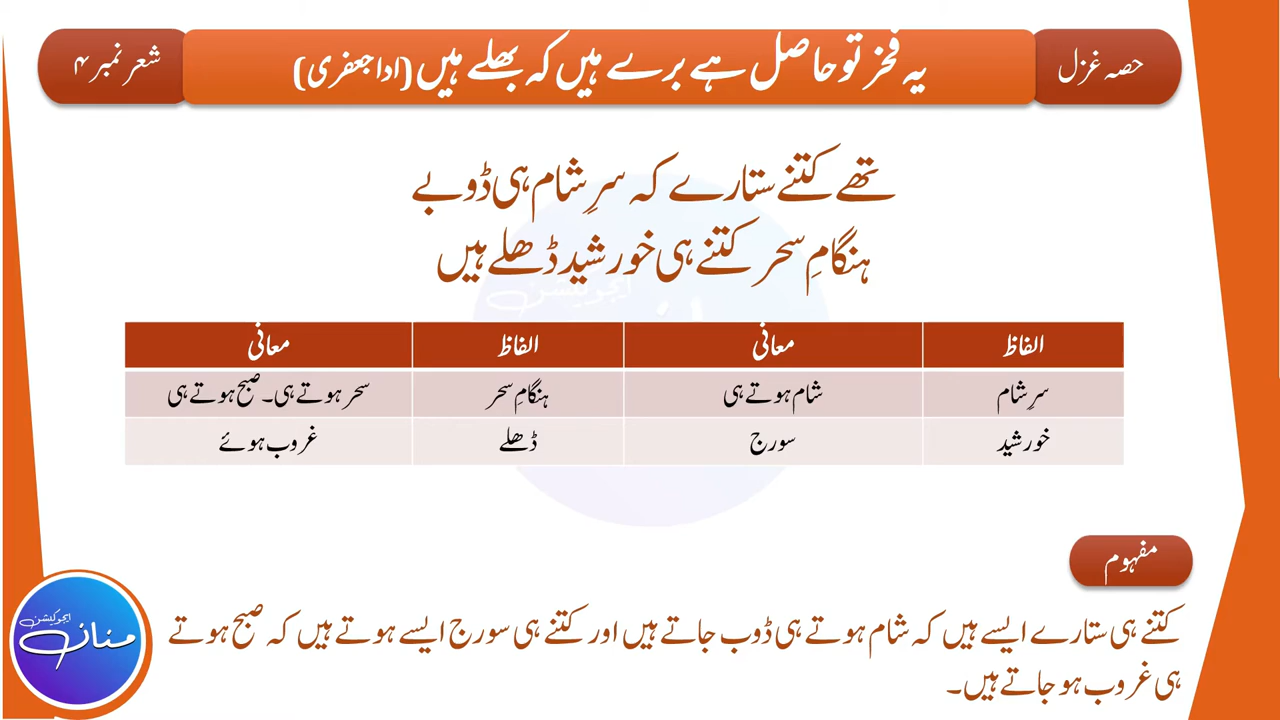 حصہ غزل
یہ فخر تو حاصل ہے برے ہیں کہ بھلے ہیں (ادا جعفری)
شعر نمبر ۴
تھے کتنے ستارے کہ سرِ شام ہی ڈوبے
ہنگامِ سحر کتنے ہی خورشید ڈھلے ہیں
الفاظ معانی الفاظ معانی
سرِ شام شام ہوتے ہی ہنگامِ سحر سحر ہوتے ہی۔ صبح ہوتے ہی
خورشید سورج ڈھلے غروب ہوئے
مفہوم
کتنے ہی ستارے ایسے ہیں کہ شام ہوتے ہی ڈوب جاتے ہیں اور کتنے ہی سورج ایسے ہوتے ہیں کہ صبح ہوتے
ہی غروب ہو جاتے ہیں۔
ایجوکیشن
منان